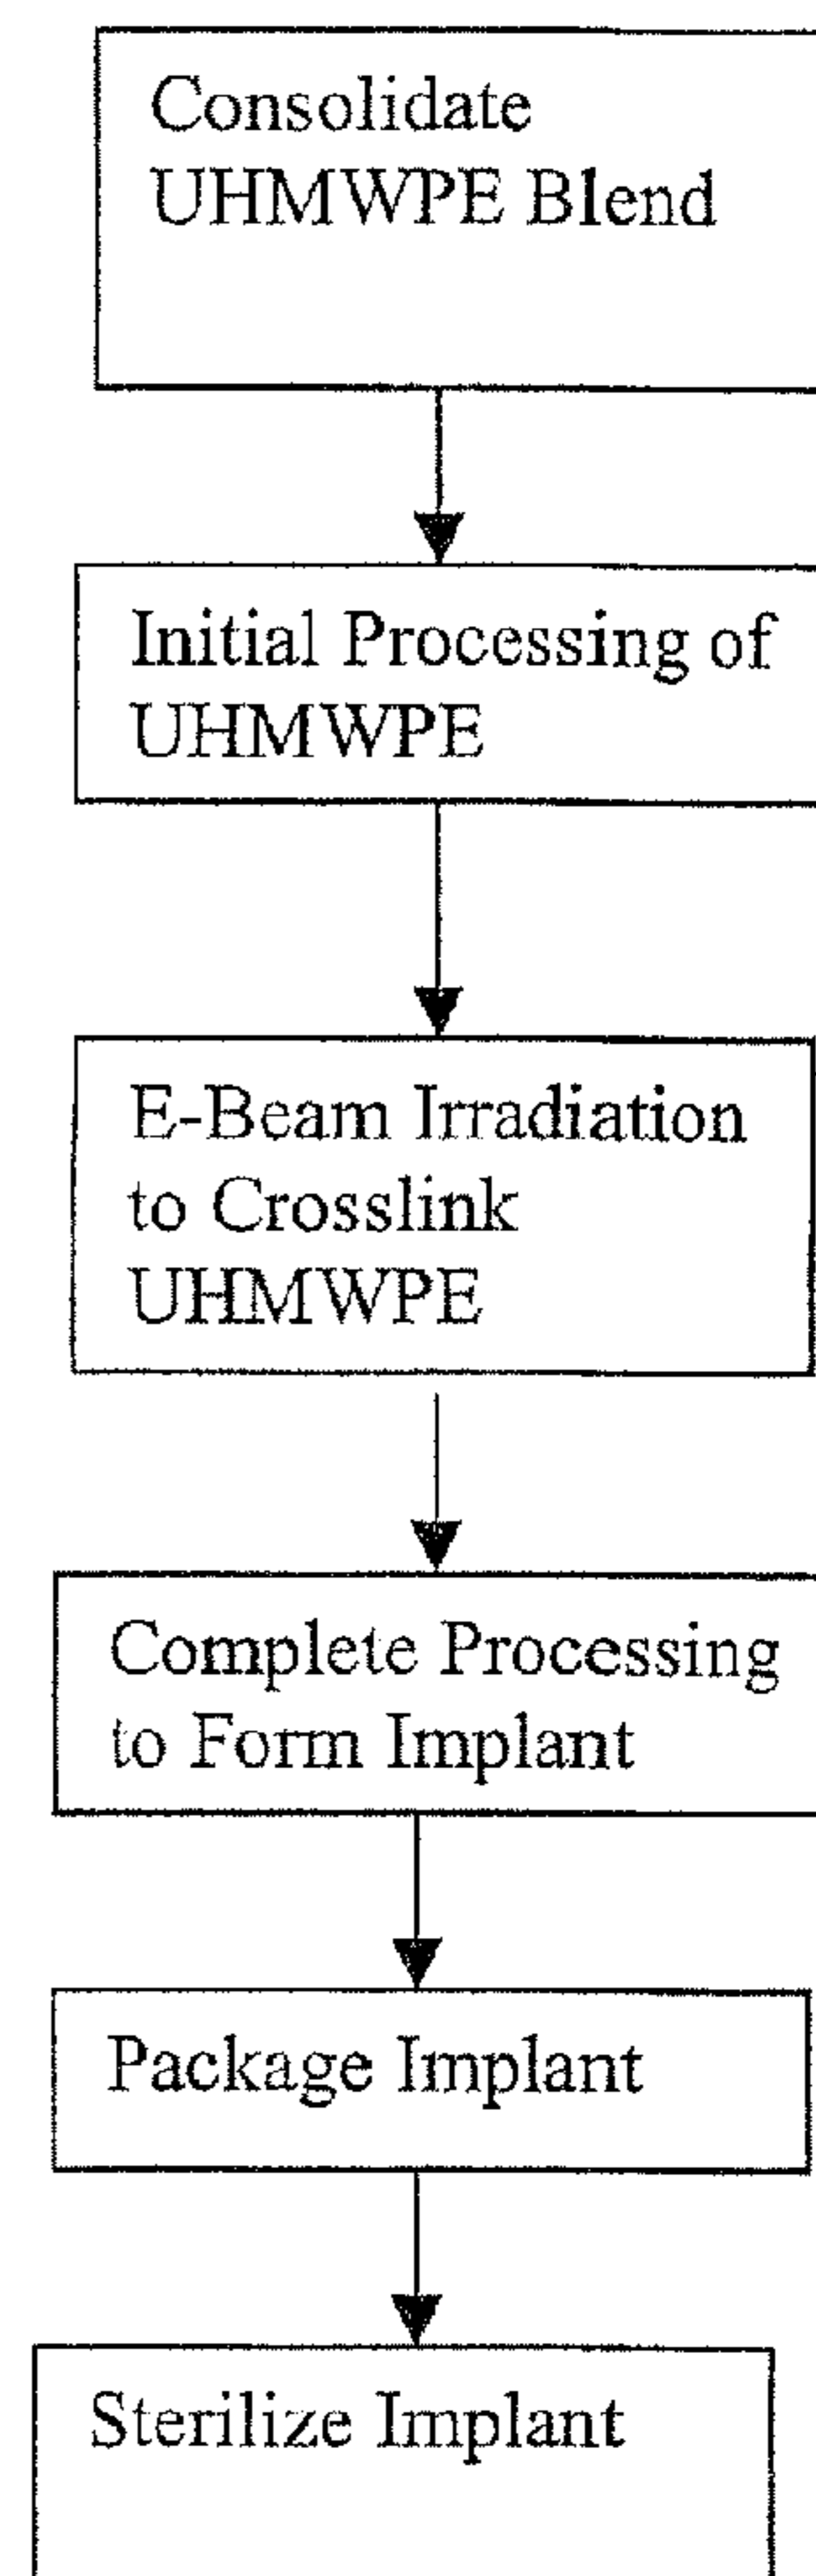 Consolidate
UHMWPE Blend
Initial Processing of
UHMWPE
E-Beam Irradiation
to Crosslink
UHMWPE
Complete Processing
to Form Implant
Package Implant
Sterilize Implant